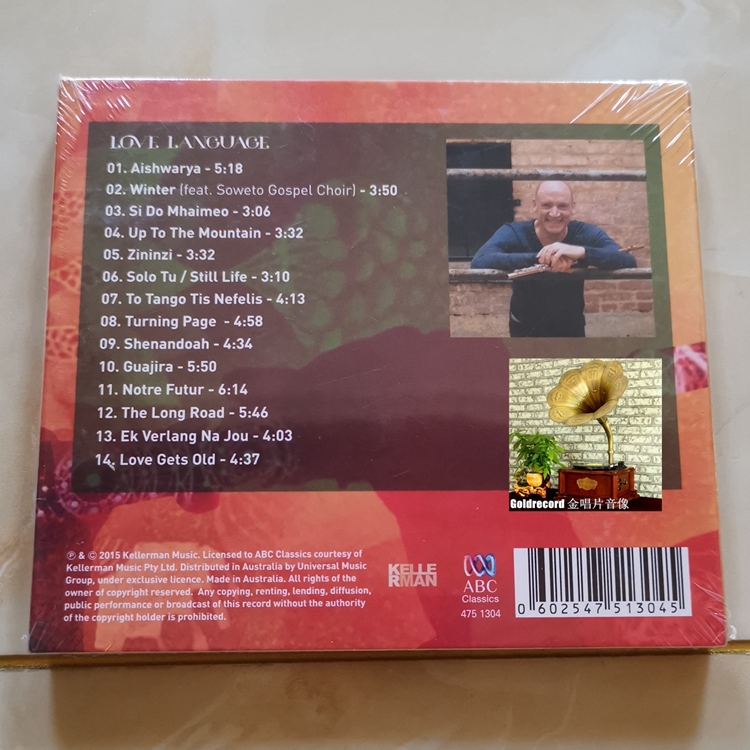 LOVE LANGUAGE
01. Aishwarya - 5:18
02. Winter (feat. Soweto Gospel Choir) - 3:50
03. Si Do Mhaimeo - 3:06
04. Up To The Mountain - 3:32
05. Zininzi - 3:32
06. Solo Tu / Still Life - 3:10
07. To Tango Tis Nefelis - 4:13
08. Turning Page - 4:58
09. Shenandoah - 4:34
10. Guajira - 5:50
11. Notre Futur - 6:14
12. The Long Road - 5:46
13. Ek Verlang Na Jou - 4:03
14. Love Gets Old - 4:37
Goldrecord 金唱片音像
℗ & © 2015 Kellerman Music. Licensed to ABC Classics courtesy of
Kellerman Music Pty Ltd. Distributed in Australia by Universal Music
Group, under exclusive licence. Made in Australia. All rights of the
owner of copyright reserved. Any copying, renting, lending, diffusion,
public performance or broadcast of this record without the authority
of the copyright holder is prohibited.
KELLE
RMAN
ABC
Classics
475 1304
0 602547 513045